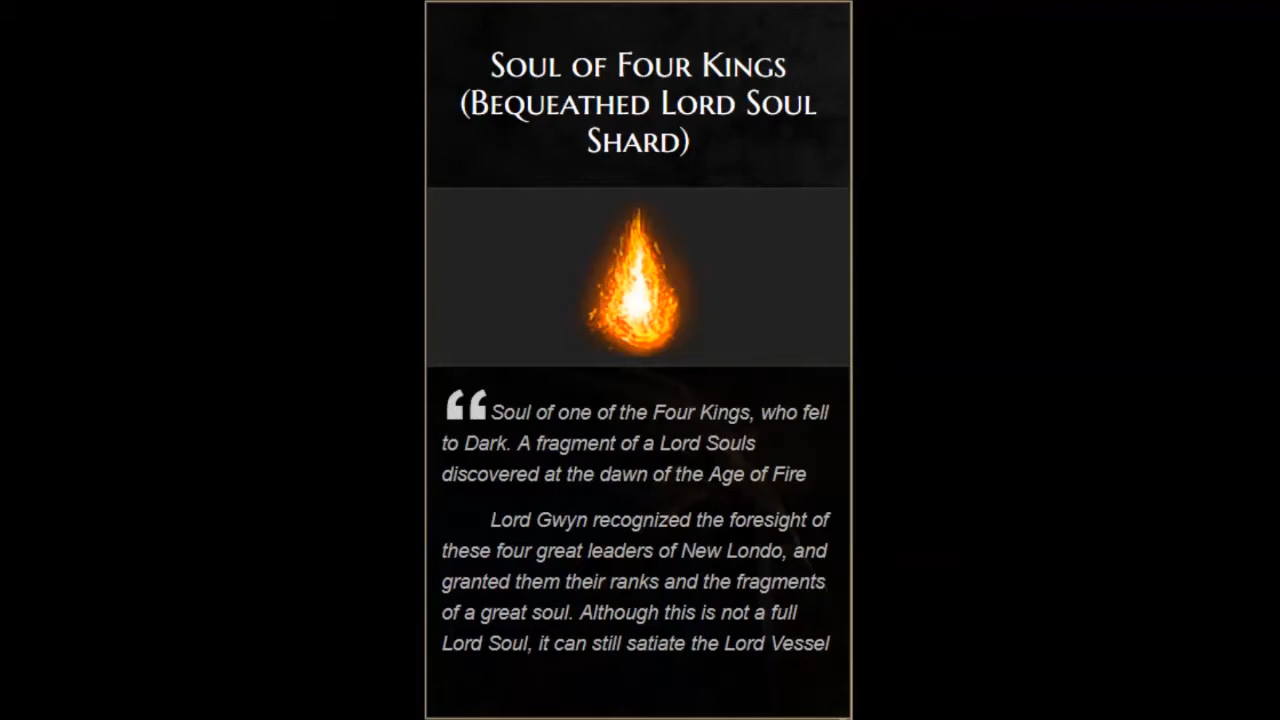 Soul of Four Kings
(Bequeathed Lord Soul
Shard)
“Soul of one of the Four Kings, who fell
to Dark. A fragment of a Lord Souls
discovered at the dawn of the Age of Fire
Lord Gwyn recognized the foresight of
these four great leaders of New Londo, and
granted them their ranks and the fragments
of a great soul. Although this is not a full
Lord Soul, it can still satiate the Lord Vessel